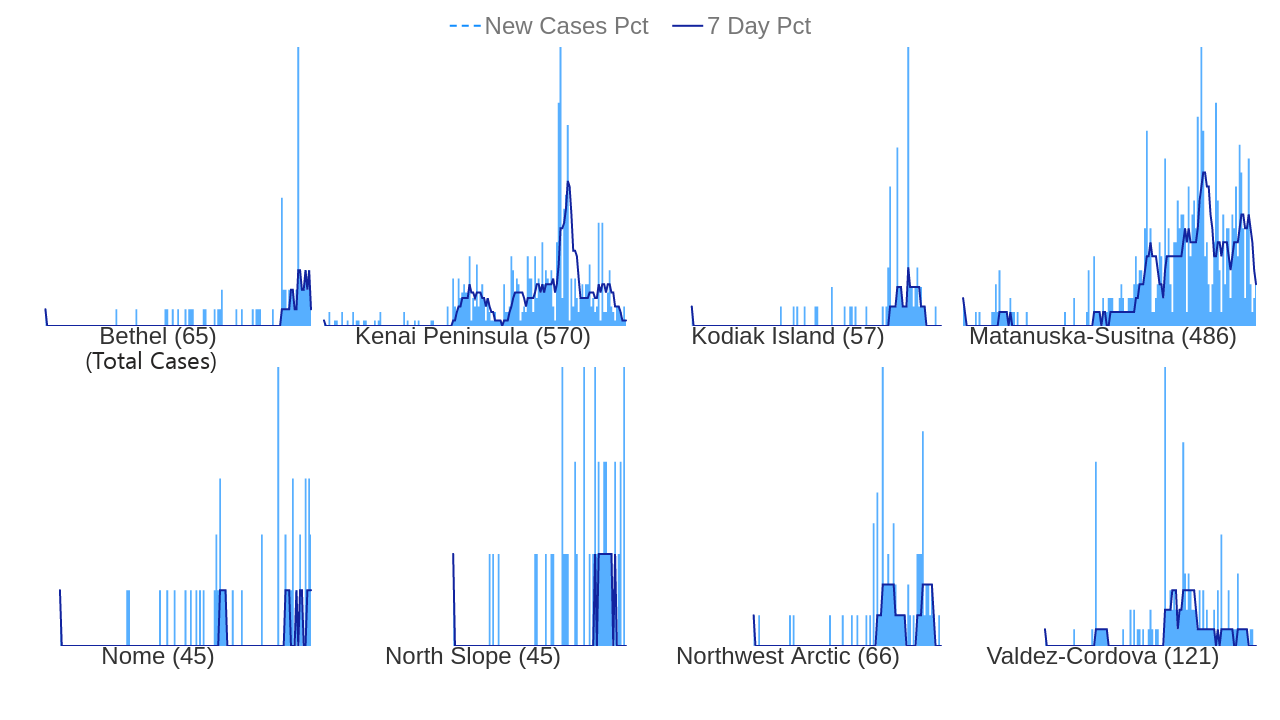 New Cases Pct 7 Day Pct
Bethel (65)
(Total Cases)
Kenai Peninsula (570)
Kodiak Island (57)
Matanuska-Susitna (486)
Nome (45)
North Slope (45)
Northwest Arctic (66)
Valdez-Cordova (121)